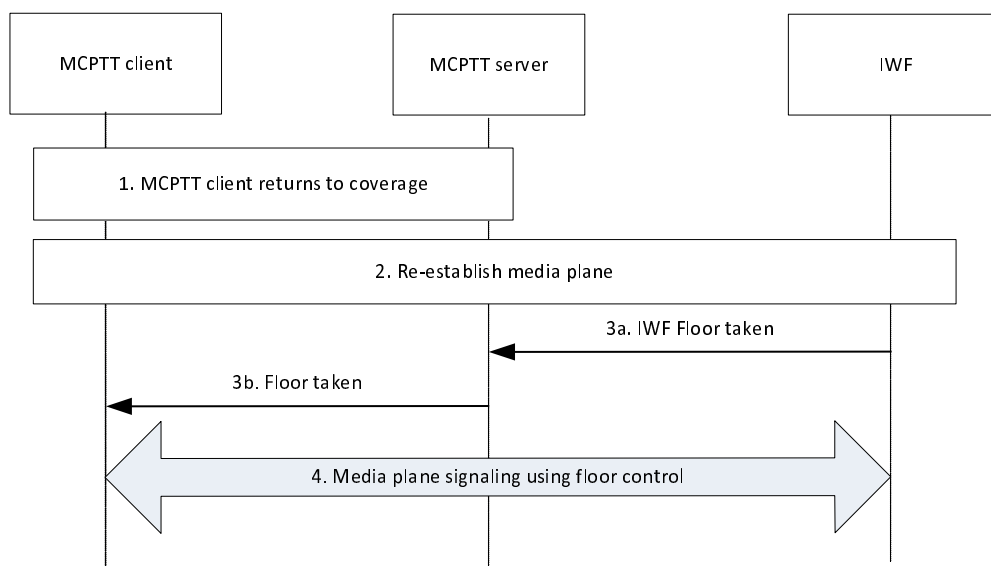 MCPTT client
MCPTT server
IWF
1. MCPTT client returns to coverage
2. Re-establish media plane
3a. IWF Floor taken
3b. Floor taken
4. Media plane signaling using floor control